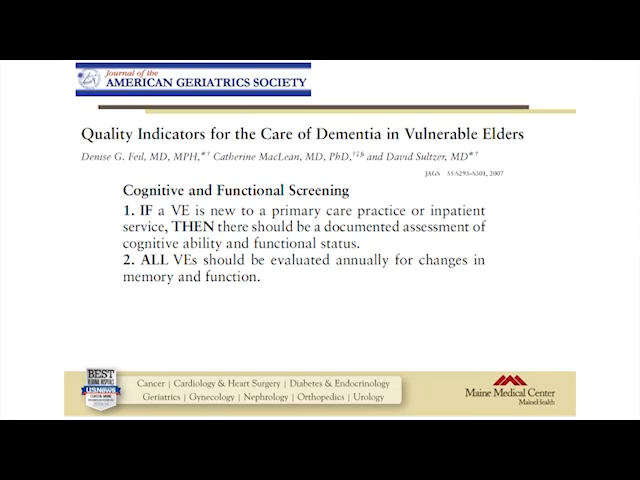 Journal of the
AMERICAN GERIATRICS SOCIETY
Quality Indicators for the Care of Dementia in Vulnerable Elders
Denise G. Feil, MD, MPH,*† Catherine MacLean, MD, PhD,†‡§ and David Sultzer, MD*†
JAGS 55:S293–S301, 2007
Cognitive and Functional Screening
1. IF a VE is new to a primary care practice or inpatient
service, THEN there should be a documented assessment of
cognitive ability and functional status.
2. ALL VEs should be evaluated annually for changes in
memory and function.
BEST
REGIONAL HOSPITALS
U.S.NEWS
Cancer | Cardiology & Heart Surgery | Diabetes & Endocrinology
Geriatrics | Gynecology | Nephrology | Orthopedics | Urology
Maine Medical Center
MaineHealth